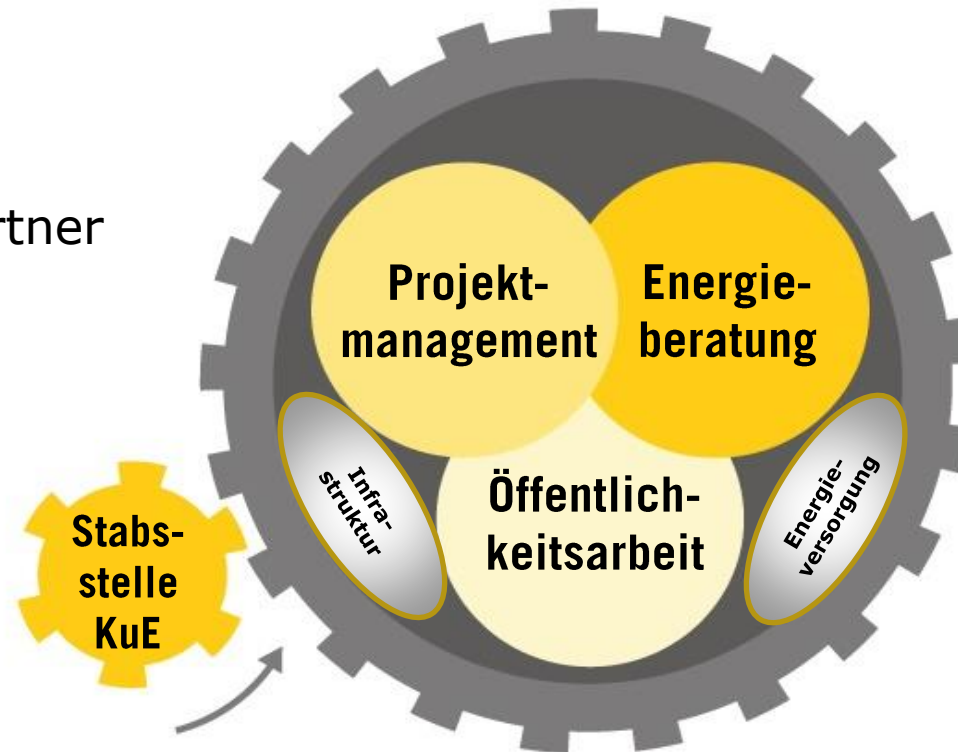 rtner
Projekt-
management
Energie-
beratung
Infra-
struktur
Öffentlich-
keitsarbeit
Energie-
versorgung
Stabs-
stelle
KuE